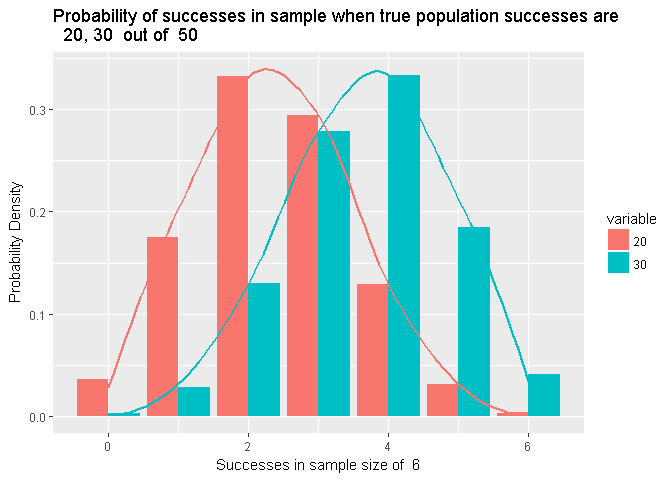 Probability of successes in sample when true population successes are
20, 30 out of 50
Probability Density
0.3
0.2
0.1
0.0
0
2
4
6
Successes in sample size of 6
variable
20
30